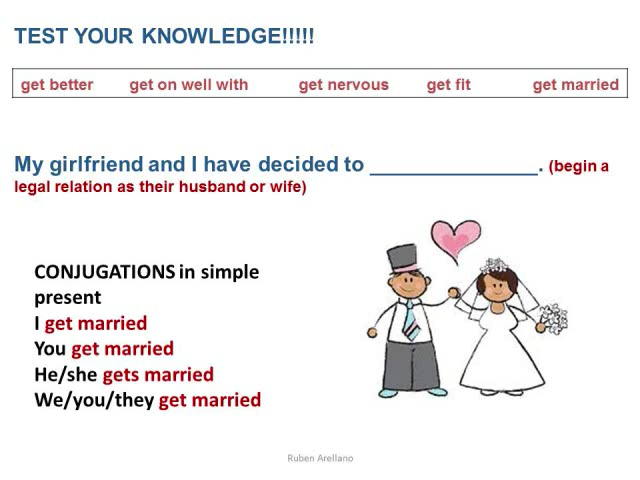 TEST YOUR KNOWLEDGE!!!!!
get better get on well with get nervous get fit get married
My girlfriend and I have decided to ______________. (begin a
legal relation as their husband or wife)
CONJUGATIONS in simple
present
I get married
You get married
He/she gets married
We/you/they get married
Ruben Arellano